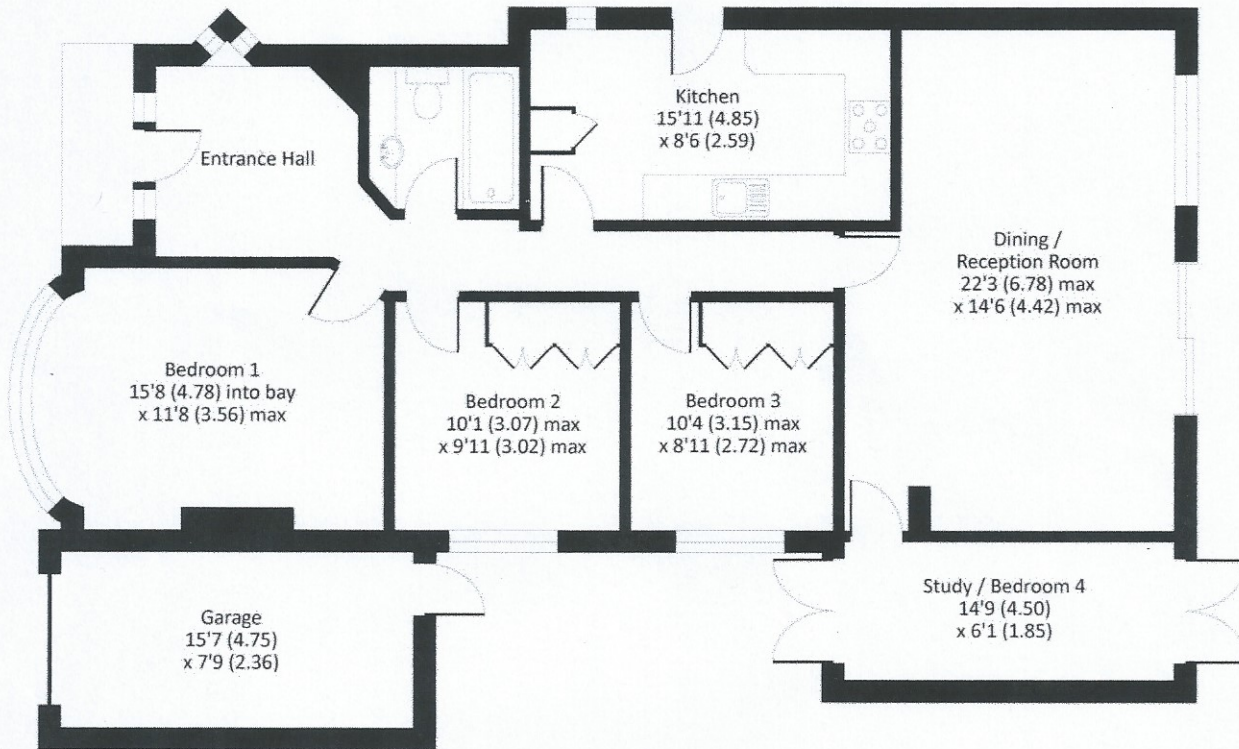 Kitchen
15'11 (4.85)
x 8'6 (2.59)
Entrance Hall
Dining /
Reception Room
22'3 (6.78) max
x 14'6 (4.42) max
Bedroom 1
15'8 (4.78) into bay
x 11'8 (3.56) max
Bedroom 2
10'1 (3.07) max
x 9'11 (3.02) max
Bedroom 3
10'4 (3.15) max
x 8'11 (2.72) max
Study / Bedroom 4
14'9 (4.50)
x 6'1 (1.85)
Garage
15'7 (4.75)
x 7'9 (2.36)